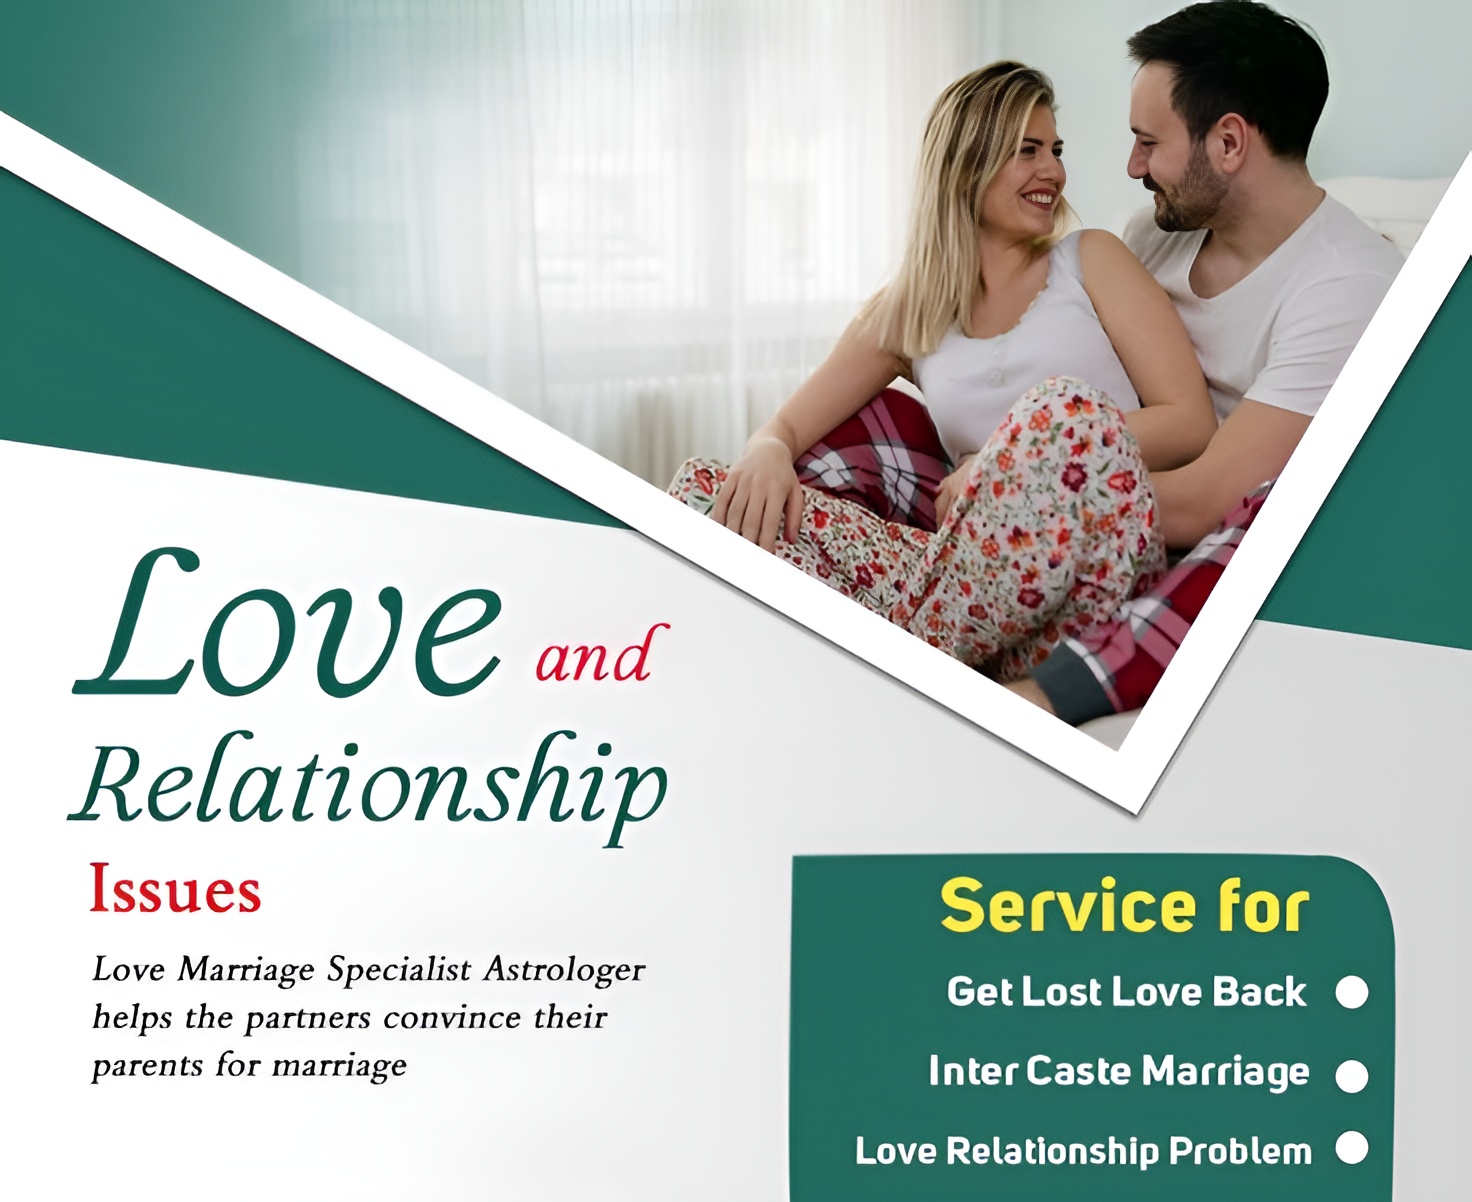 Love and
Relationship
Issues
Love Marriage Specialist Astrologer
helps the partners convince their
parents for marriage
Service for
Get Lost Love Back
Inter Caste Marriage
Love Relationship Problem